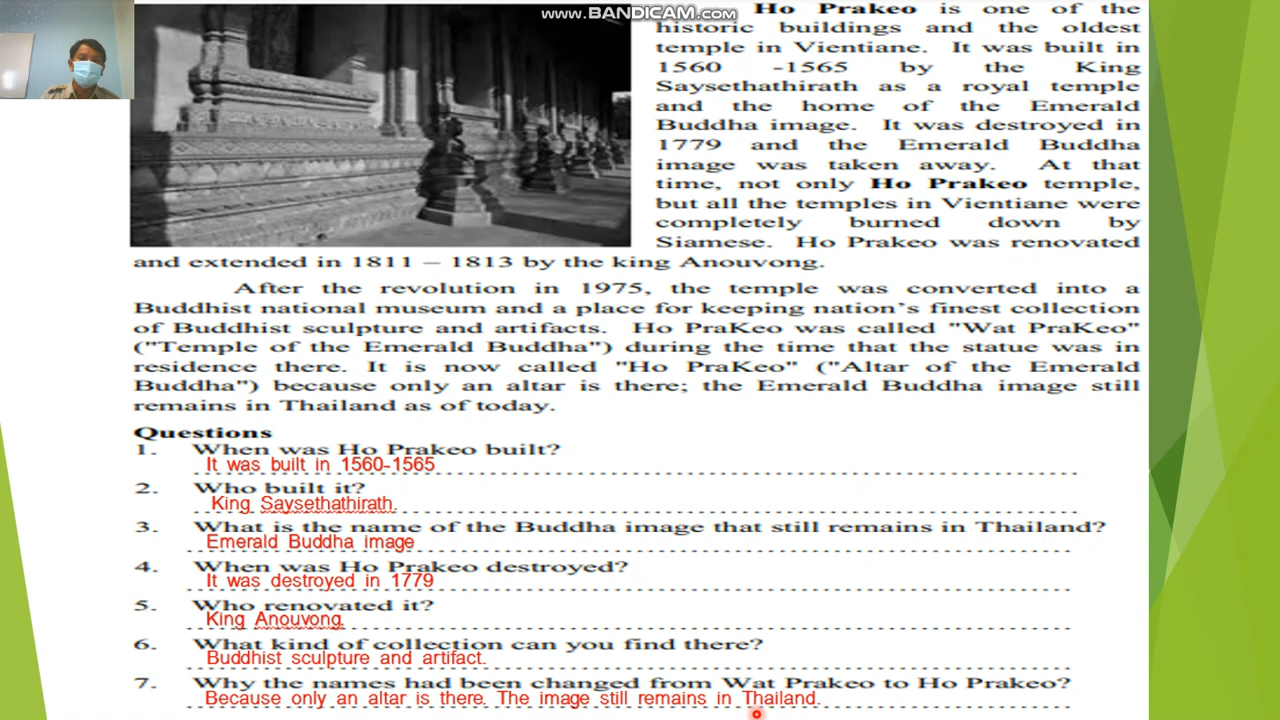 www.BANDICAM.com
Ho Prakeo is one of the
historic buildings and the oldest
temple in Vientiane. It was built in
1560 -1565 by the King
Saysethathirath as a royal temple
and the home of the Emerald
Buddha image. It was destroyed in
1779 and the Emerald Buddha
image was taken away. At that
time, not only Ho Prakeo temple,
but all the temples in Vientiane were
completely burned down by
Siamese. Ho Prakeo was renovated
and extended in 1811 – 1813 by the king Anouvong.
After the revolution in 1975, the temple was converted into a
Buddhist national museum and a place for keeping nation's finest collection
of Buddhist sculpture and artifacts. Ho PraKeo was called "Wat PraKeo"
("Temple of the Emerald Buddha") during the time that the statue was in
residence there. It is now called "Ho PraKeo" ("Altar of the Emerald
Buddha") because only an altar is there; the Emerald Buddha image still
remains in Thailand as of today.
Questions
1. When was Ho Prakeo built?
It was built in 1560-1565
2. Who built it?
King Saysethathirath.
3. What is the name of the Buddha image that still remains in Thailand?
Emerald Buddha image
4. When was Ho Prakeo destroyed?
It was destroyed in 1779
5. Who renovated it?
King Anouvong.
6. What kind of collection can you find there?
Buddhist sculpture and artifact.
7. Why the names had been changed from Wat Prakeo to Ho Prakeo?
Because only an altar is there. The image still remains in Thailand.